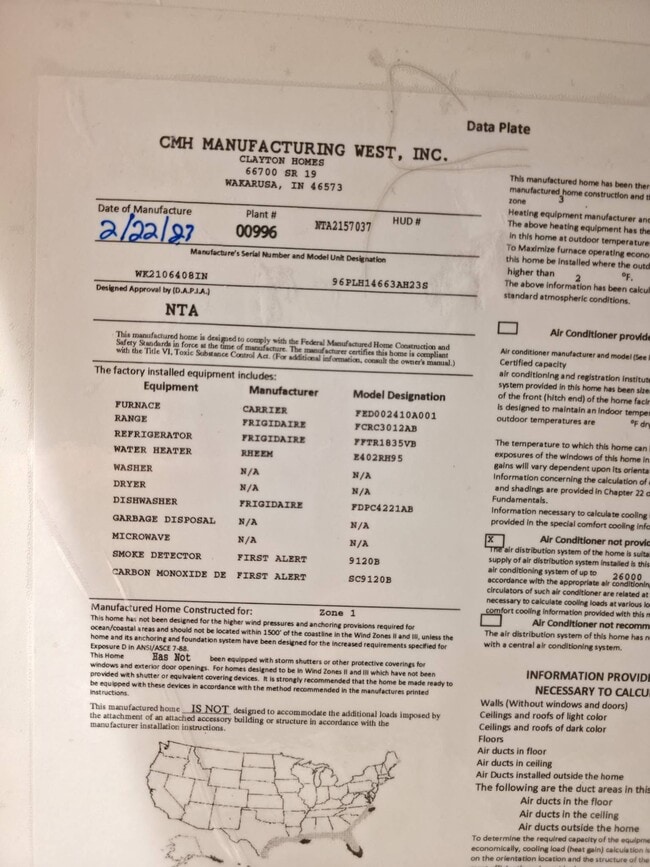 Data Plate
CMH MANUFACTURING WEST, INC.
CLAYTON HOMES
66700 SR 19
WAKARUSA, IN 46573
Date of Manufacture Plant # HUD #
2/22/23 00996 NTA2157037
Manufacture's Serial Number and Model Unit Designation
WK2106408IN 96PLH14663AH23S
Designed Approval by (D.A.P.I.A.)
NTA
This manufactured home is designed to comply with the Federal Manufactured Home Construction and
Safety Standards in force at the time of manufacture. The manufacturer certifies this home is compliant
with the Title VI, Toxic Substance Control Act. (For additional information, consult the owner's manual.)
The factory installed equipment includes:
Equipment Manufacturer Model Designation
FURNACE CARRIER FED002410A001
RANGE FRIGIDAIRE FCRC3012AB
REFRIGERATOR FRIGIDAIRE FFTR1835VB
WATER HEATER RHEEM E402RH95
WASHER N/A N/A
DRYER N/A N/A
DISHWASHER FRIGIDAIRE FDPC4221AB
GARBAGE DISPOSAL N/A N/A
MICROWAVE N/A N/A
SMOKE DETECTOR FIRST ALERT 9120B
CARBON MONOXIDE DE FIRST ALERT SC9120B
Manufactured Home Constructed for: Zone 1
This home has not been designed for the higher wind pressures and anchoring provisions required for
ocean/coastal areas and should not be located within 1500' of the coastline in the Wind Zones II and III, unless the
home and its anchoring and foundation system have been designed for the increased requirements specified for
Exposure D in ANSI/ASCE 7-88.
This Home Has Not been equipped with storm shutters or other protective coverings for
windows and exterior door openings. For homes designed to be in Wind Zones II and III which have not been
provided with shutter or equivalent covering devices. It is strongly recommended that the home be made ready to
be equipped with these devices in accordance with the method recommended in the manufactures printed
instructions.
This manufactured home IS NOT designed to accommodate the additional loads imposed by
the attachment of an attached accessory building or structure in accordance with the
manufacturer installation instructions.
This manufactured home has been
manufactured home construction and
zone 3
Heating equipment manufacturer
The above heating equipment has the
in this home at outdoor temperature
To Maximize furnace operating
this home be installed where the
higher than 2 °F.
The above information has been
standard atmospheric conditions.
Air Conditioner
Air conditioner manufacturer and model (See
Certified capacity
air conditioning and registration
system provided in this home has been
of the front (hitch end) of the home
is designed to maintain an indoor
outdoor temperatures are °F
The temperature to which this home can
exposures of the windows of this home
gains will vary dependent upon its
Information concerning the calculation of
and shadings are provided in Chapter 22
Fundamentals.
Information necessary to calculate cooling
provided in the special comfort cooling
X Air Conditioner not
The air distribution system of the home is
supply of air distribution system installed is
air conditioning system of up to 26000
accordance with the appropriate air
circulators of such air conditioner are related at
necessary to calculate cooling loads at various
comfort cooling information provided with this
Air Conditioner not
The air distribution system of this home has
with a central air conditioning system.
INFORMATION
NECESSARY TO
Walls (Without windows and doors)
Ceilings and roofs of light color
Ceilings and roofs of dark color
Floors
Air ducts in floor
Air ducts in ceiling
Air Ducts installed outside the home
The following are the duct areas in this
Air ducts in the floor
Air ducts in the ceiling
Air ducts outside the home
To determine the required capacity of the
economically, cooling load (heat gain) calculation
on the orientation location and the structure of the